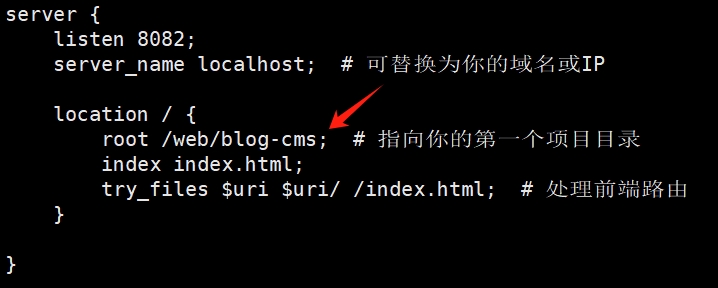 server {
    listen 8082;
    server_name localhost;  # 可替换为你的域名或IP
    location / {
        root /web/blog-cms;  # 指向你的第一个项目目录
        index index.html;
        try_files $uri $uri/ /index.html;  # 处理前端路由
    }
}